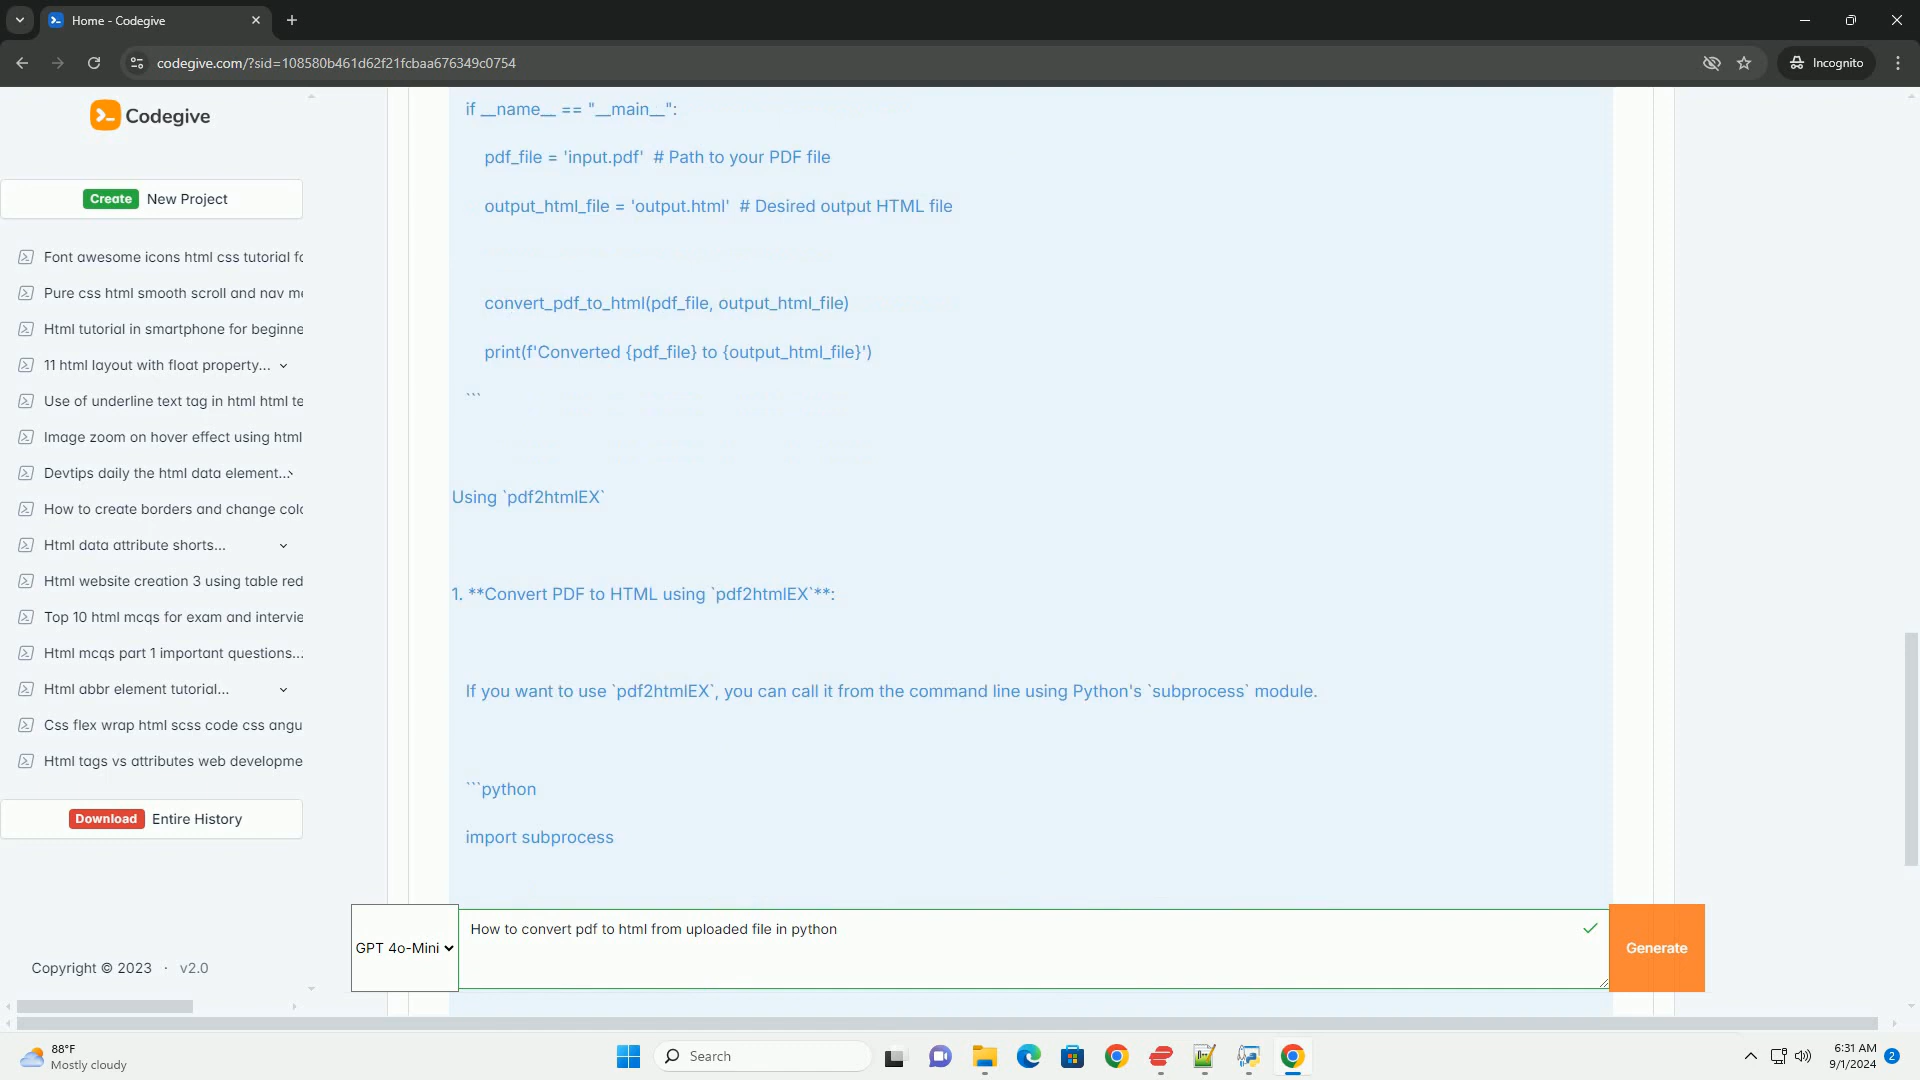 Home - Codegive
codegive.com/?sid=108580b461d62f21fcbaa676349c0754
Incognito
Codegive
Create New Project
Font awesome icons html css tutorial fo
Pure css html smooth scroll and nav me
Html tutorial in smartphone for beginne
11 html layout with float property...
Use of underline text tag in html html te
Image zoom on hover effect using html
Devtips daily the html data element...
How to create borders and change colo
Html data attribute shorts...
Html website creation 3 using table red
Top 10 html mcqs for exam and intervie
Html mcqs part 1 important questions...
Html abbr element tutorial...
Css flex wrap html scss code css angu
Html tags vs attributes web developme
Download Entire History
Copyright © 2023 · v2.0
if __name__ == "__main__":
pdf_file = 'input.pdf' # Path to your PDF file
output_html_file = 'output.html' # Desired output HTML file
convert_pdf_to_html(pdf_file, output_html_file)
print(f'Converted {pdf_file} to {output_html_file}')
```
Using `pdf2htmlEX`
1. **Convert PDF to HTML using `pdf2htmlEX`**:
If you want to use `pdf2htmlEX`, you can call it from the command line using Python's `subprocess` module.
```python
import subprocess
GPT 4o-Mini
How to convert pdf to html from uploaded file in python
Generate
88°F
Mostly cloudy
Search
6:31 AM
9/1/2024
2